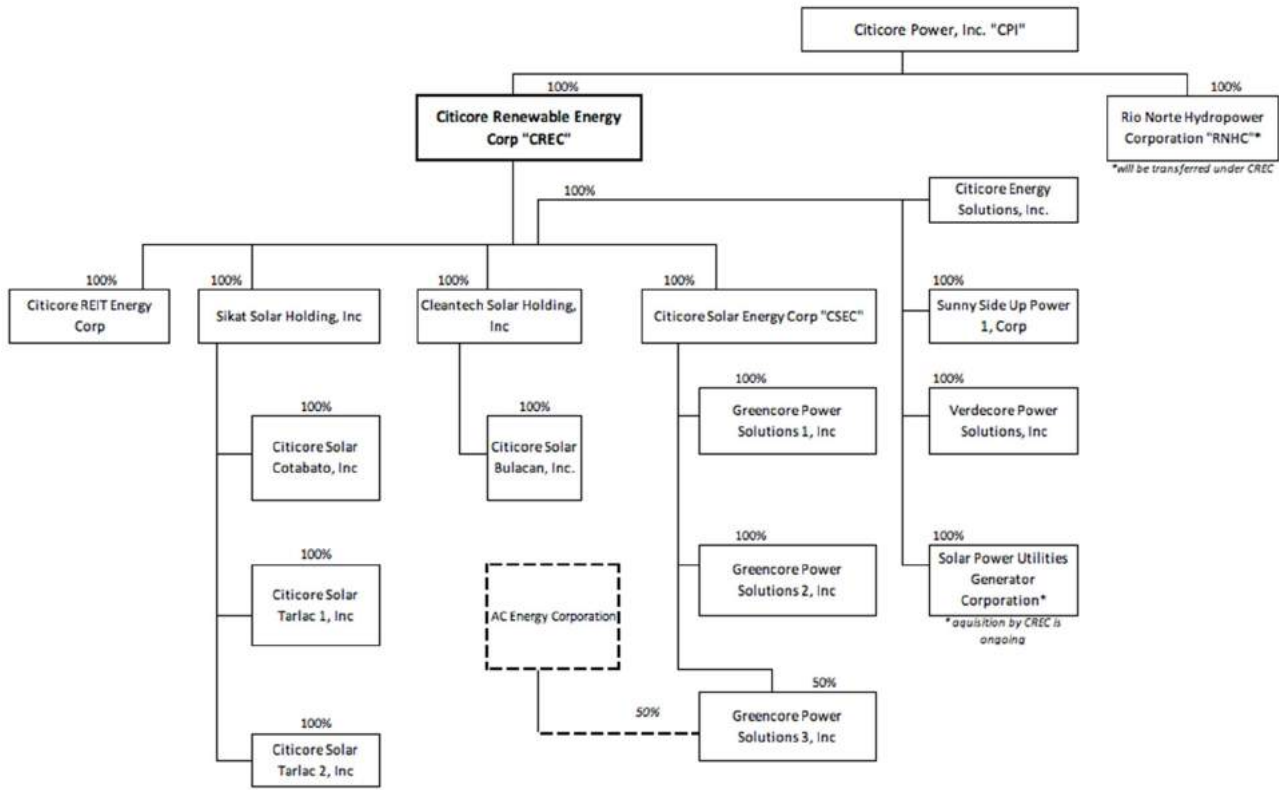 Citicore Power, Inc. "CPI"
100%
100%
Citicore Renewable Energy
Corp "CREC"
Rio Norte Hydropower
Corporation "RNHC"*
*will be transferred under CREC
100%
Citicore Energy
Solutions, Inc.
100%
100%
100%
100%
100%
Citicore REIT Energy
Corp
Sikat Solar Holding, Inc
Cleantech Solar Holding,
Inc
Citicore Solar Energy Corp "CSEC"
Sunny Side Up Power
1, Corp
100%
100%
100%
100%
Citicore Solar
Cotabato, Inc
Citicore Solar
Bulacan, Inc.
Greencore Power
Solutions 1, Inc
Verdecore Power
Solutions, Inc
100%
100%
100%
Citicore Solar
Tarlac 1, Inc
AC Energy Corporation
Greencore Power
Solutions 2, Inc
Solar Power Utilities
Generator
Corporation*
* aquisition by CREC is
ongoing
50%
50%
Greencore Power
Solutions 3, Inc
100%
Citicore Solar
Tarlac 2, Inc